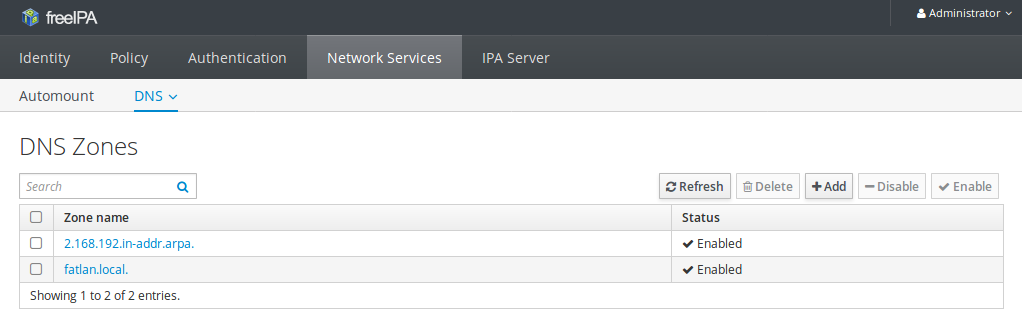 freeIPA Administrator
Identity Policy Authentication Network Services IPA Server
Automount DNS
DNS Zones
Search Refresh Delete Add Disable Enable
Zone name Status
2.168.192.in-addr.arpa. Enabled
fatlan.local. Enabled
Showing 1 to 2 of 2 entries.